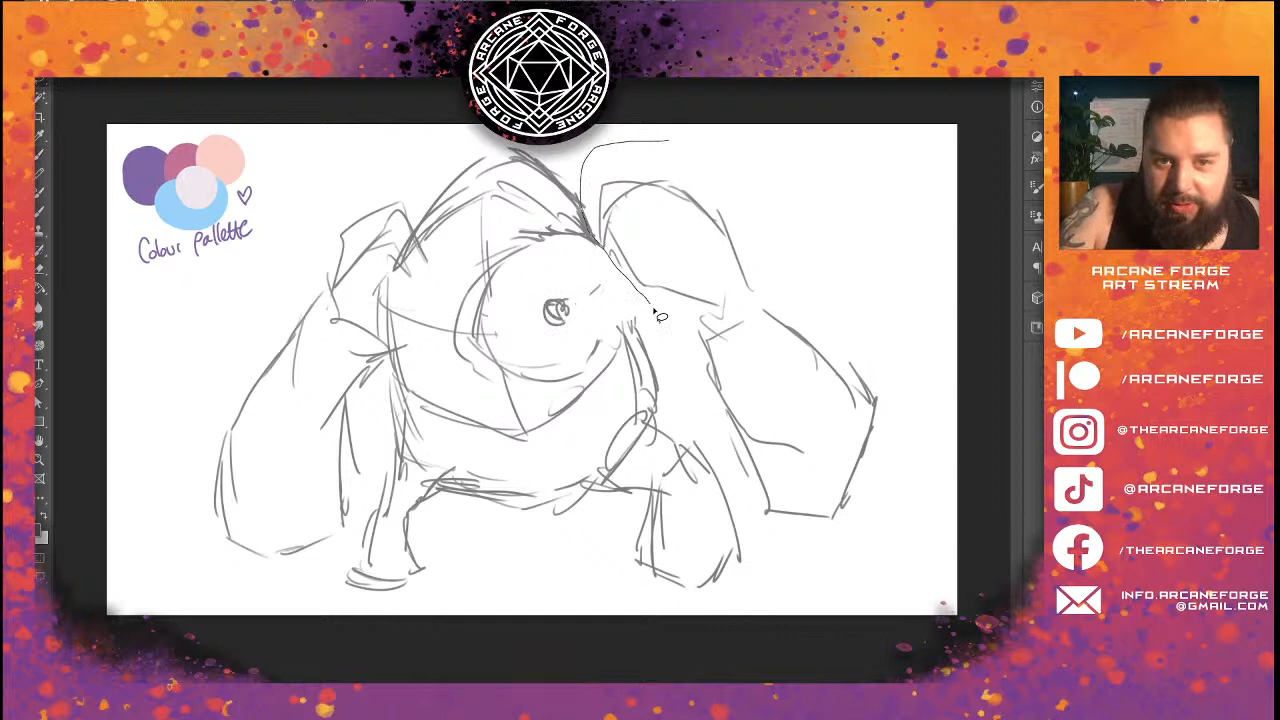 ARCANE FORGE ARCANE FORGE
Colour pallette
ARCANE FORGE
ART STREAM
/ARCANEFORGE
/ARCANEFORGE
@THEARCANEFORGE
@ARCANEFORGE
/THEARCANEFORGE
INFO.ARCANEFORGE
@GMAIL.COM